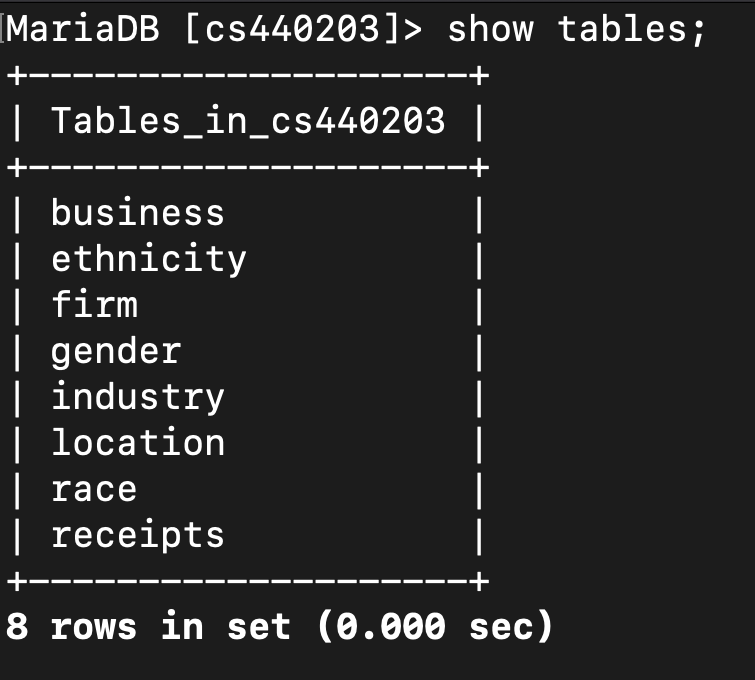 [MariaDB [cs440203]> show tables;
+--------------------+
| Tables_in_cs440203 |
+--------------------+
| business           |
| ethnicity          |
| firm               |
| gender             |
| industry           |
| location           |
| race               |
| receipts           |
+--------------------+
8 rows in set (0.000 sec)